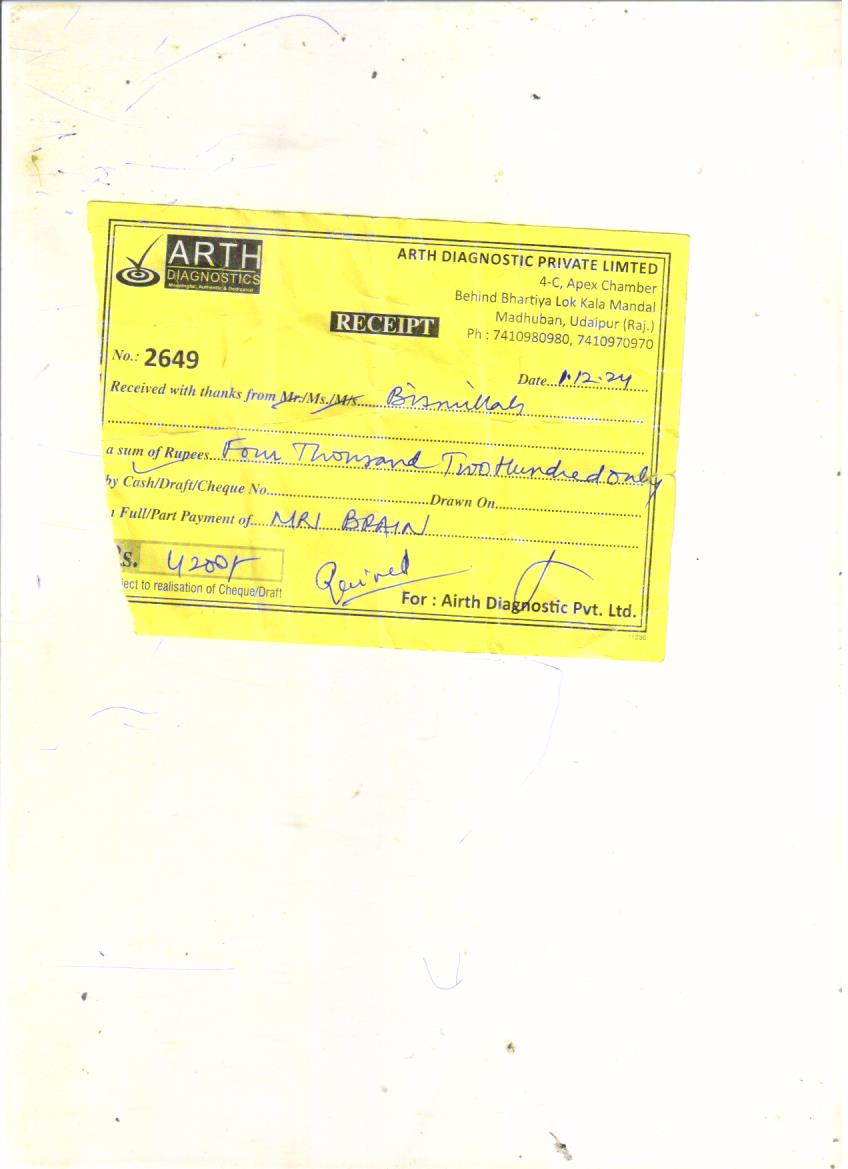 ARTH
DIAGNOSTICS
Meaningful, Authentic & Dedicated
ARTH DIAGNOSTIC PRIVATE LIMTED
4-C, Apex Chamber
Behind Bhartiya Lok Kala Mandal
Madhuban, Udaipur (Raj.)
Ph : 7410980980, 7410970970
RECEIPT
No.: 2649
Date...1.12.24
Received with thanks from Mr./Ms./M/s. Bismillah
a sum of Rupees...Four Thousand Two Hundred only
by Cash/Draft/Cheque No. Drawn On
Full/Part Payment of....MRI BRAIN
Rs. 4200/-
ject to realisation of Cheque/Draft
Received
For : Airth Diagnostic Pvt. Ltd.